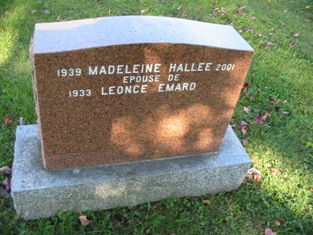 1939 MADELEINE HALLEE 2001
EPOUSE DE
1933 LEONCE EMARD